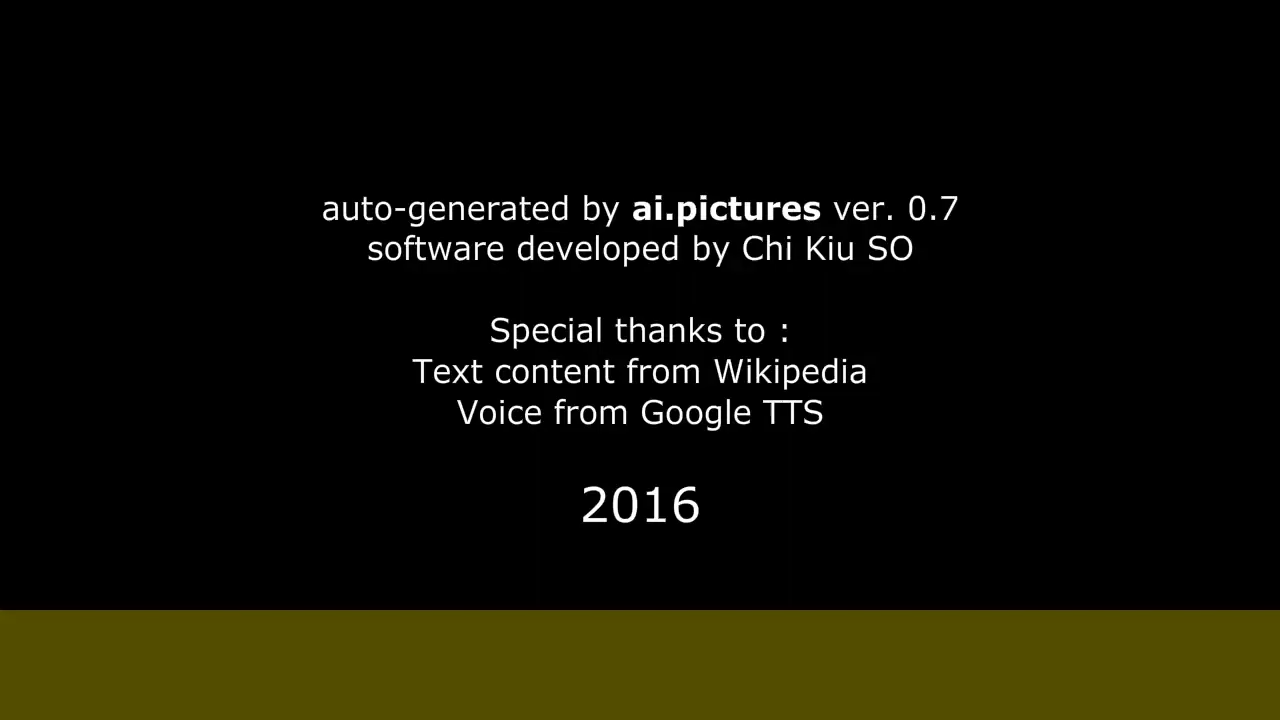 auto-generated by ai.pictures ver. 0.7
software developed by Chi Kiu SO
Special thanks to :
Text content from Wikipedia
Voice from Google TTS
2016